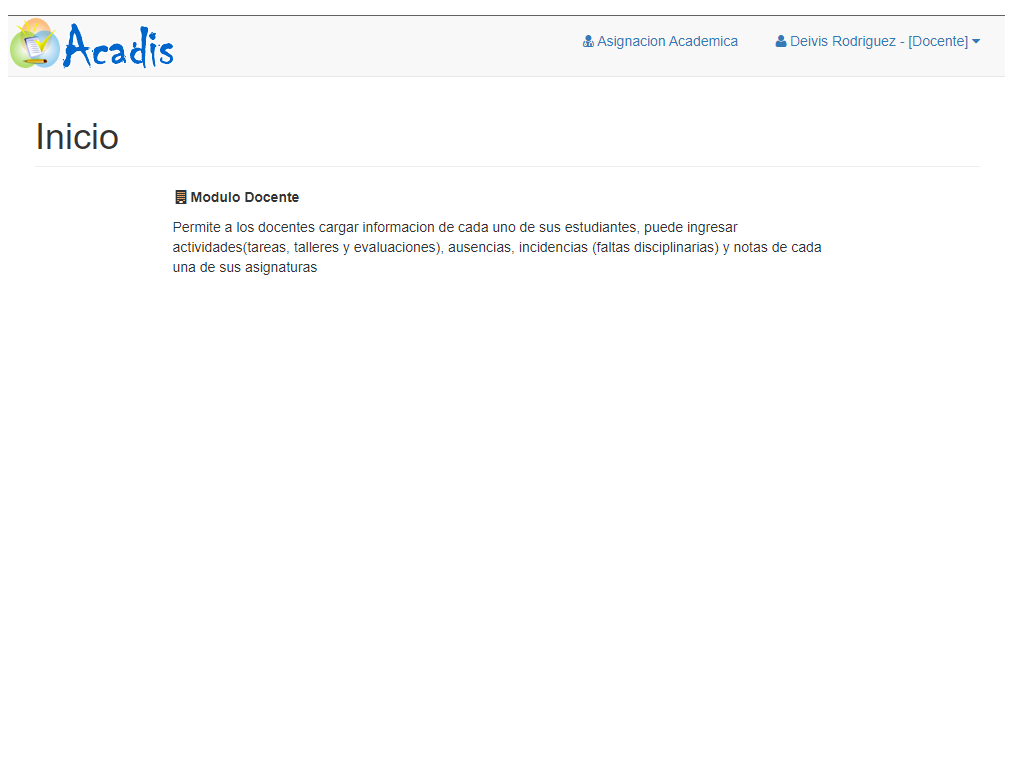 Acadis
Asignacion Academica
Deivis Rodriguez - [Docente]
Inicio
Modulo Docente
Permite a los docentes cargar informacion de cada uno de sus estudiantes, puede ingresar
actividades(tareas, talleres y evaluaciones), ausencias, incidencias (faltas disciplinarias) y notas de cada
una de sus asignaturas